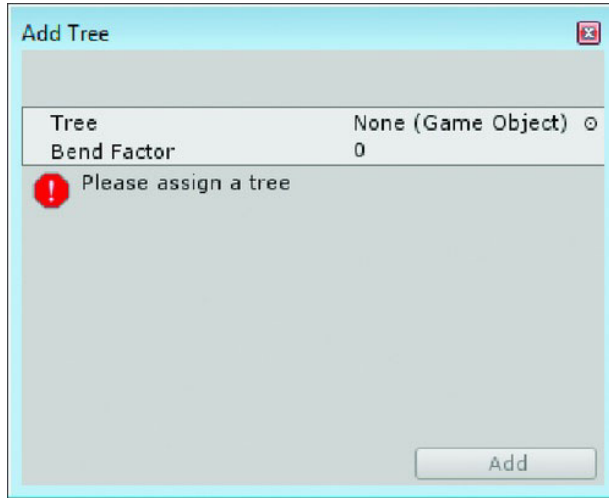 Add Tree
Tree None (Game Object)
Bend Factor 0
Please assign a tree
Add